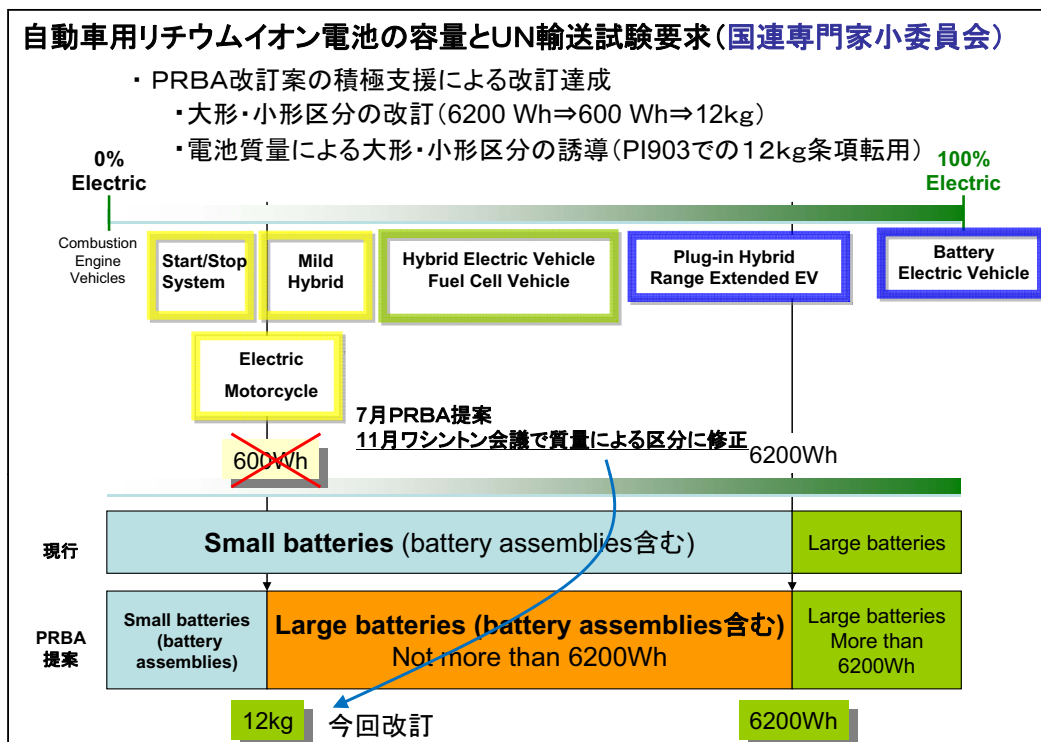 自動車用リチウムイオン電池の容量とUN輸送試験要求(国連専門家小委員会)
・ PRBA改訂案の積極支援による改訂達成
・大形・小形区分の改訂(6200 Wh⇒600 Wh⇒12kg)
・電池質量による大形・小形区分の誘導(PI903での12kg条項転用)
0%
Electric
100%
Electric
Combustion
Engine
Vehicles
Start/Stop
System
Mild
Hybrid
Hybrid Electric Vehicle
Fuel Cell Vehicle
Plug-in Hybrid
Range Extended EV
Battery
Electric Vehicle
Electric
Motorcycle
7月PRBA提案
11月ワシントン会議で質量による区分に修正
600Wh
6200Wh
現行
Small batteries (battery assemblies含む)
Large batteries
PRBA
提案
Small batteries
(battery
assemblies)
Large batteries (battery assemblies含む)
Not more than 6200Wh
Large batteries
More than
6200Wh
12kg
今回改訂
6200Wh